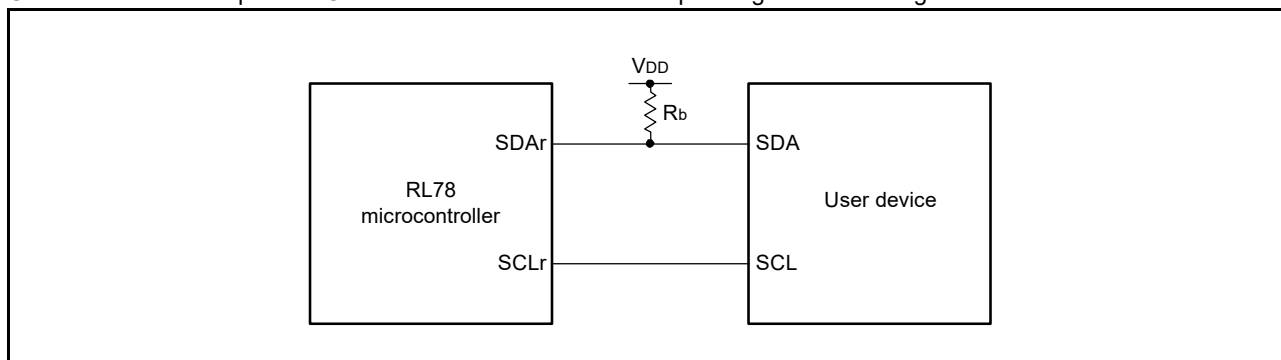 VDD
Rb
SDAr
SDA
RL78
microcontroller
User device
SCLr
SCL